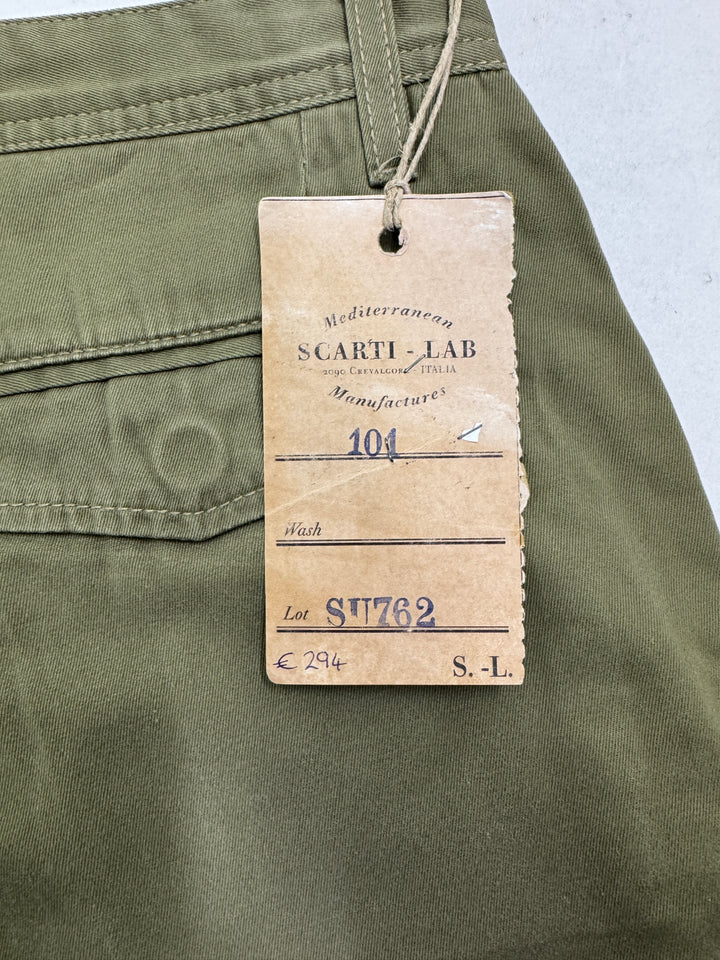 Mediterranean
SCARTI - LAB
2090 CREVALCORE - ITALIA
Manufactures
101
Wash
Lot SU762
€ 294
S. -L.